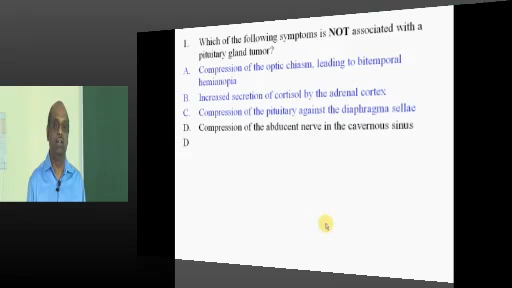 1. Which of the following symptoms is NOT associated with a
pituitary gland tumor?
A. Compression of the optic chiasm, leading to bitemporal
hemianopia
B. Increased secretion of cortisol by the adrenal cortex
C. Compression of the pituitary against the diaphragma sellae
D. Compression of the abducent nerve in the cavernous sinus
D